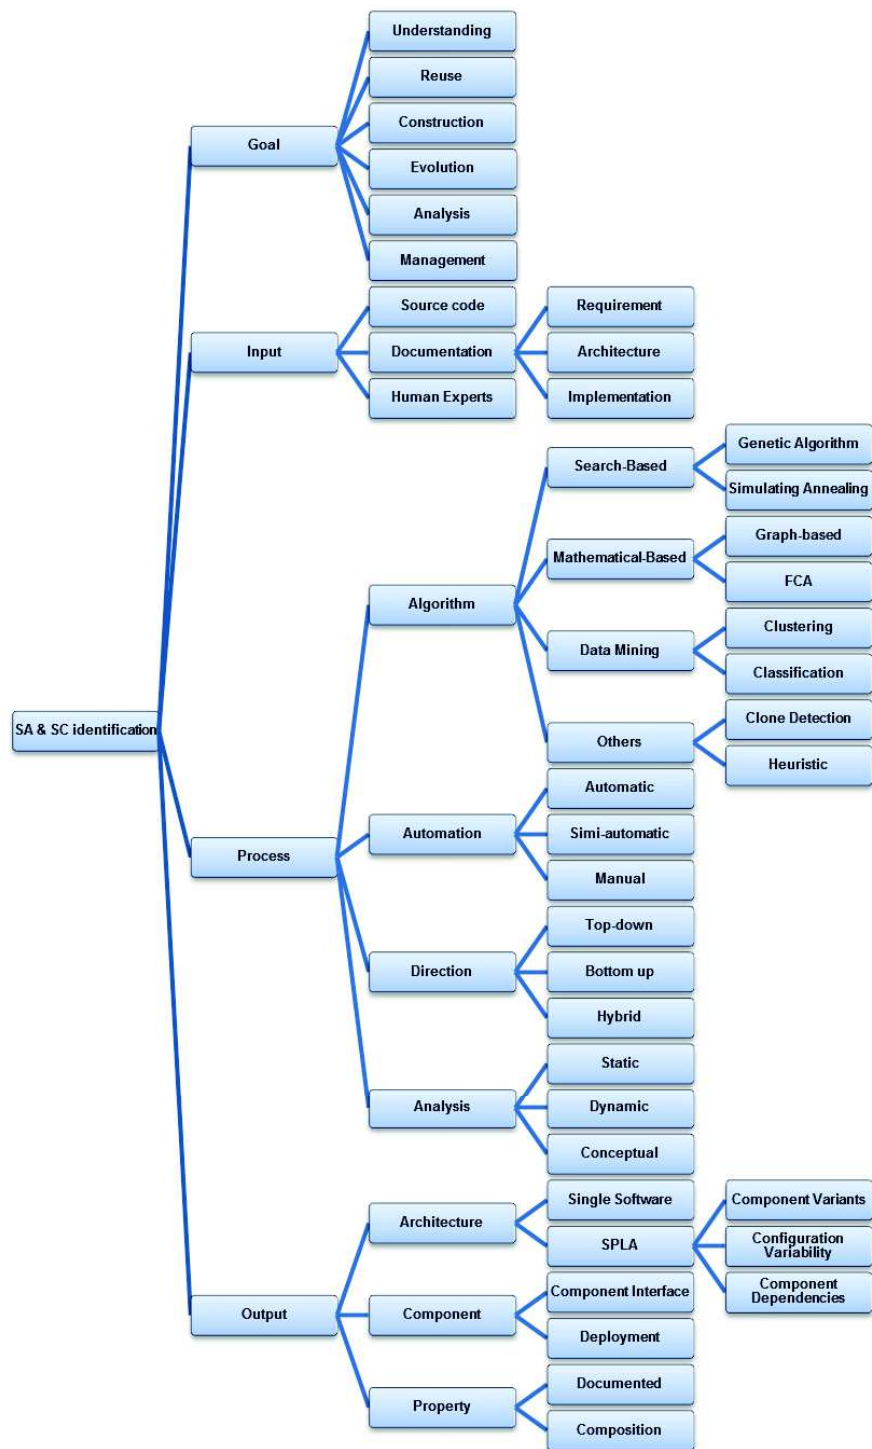 Understanding
Reuse
Goal
Construction
Evolution
Analysis
Management
Source code
Requirement
Input
Documentation
Architecture
Human Experts
Implementation
Genetic Algorithm
Search-Based
Simulating Annealing
Graph-based
Mathematical-Based
FCA
Algorithm
Clustering
Data Mining
Classification
Clone Detection
SA & SC identification
Others
Heuristic
Automatic
Process
Automation
Simi-automatic
Manual
Top-down
Direction
Bottom up
Hybrid
Static
Analysis
Dynamic
Conceptual
Single Software
Component Variants
Architecture
SPLA
Configuration
Variability
Component
Dependencies
Component Interface
Output
Component
Deployment
Documented
Property
Composition